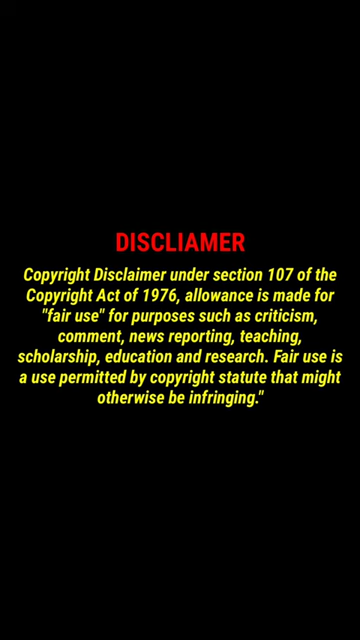 DISCLIAMER
Copyright Disclaimer under section 107 of the
Copyright Act of 1976, allowance is made for
"fair use" for purposes such as criticism,
comment, news reporting, teaching,
scholarship, education and research. Fair use is
a use permitted by copyright statute that might
otherwise be infringing."